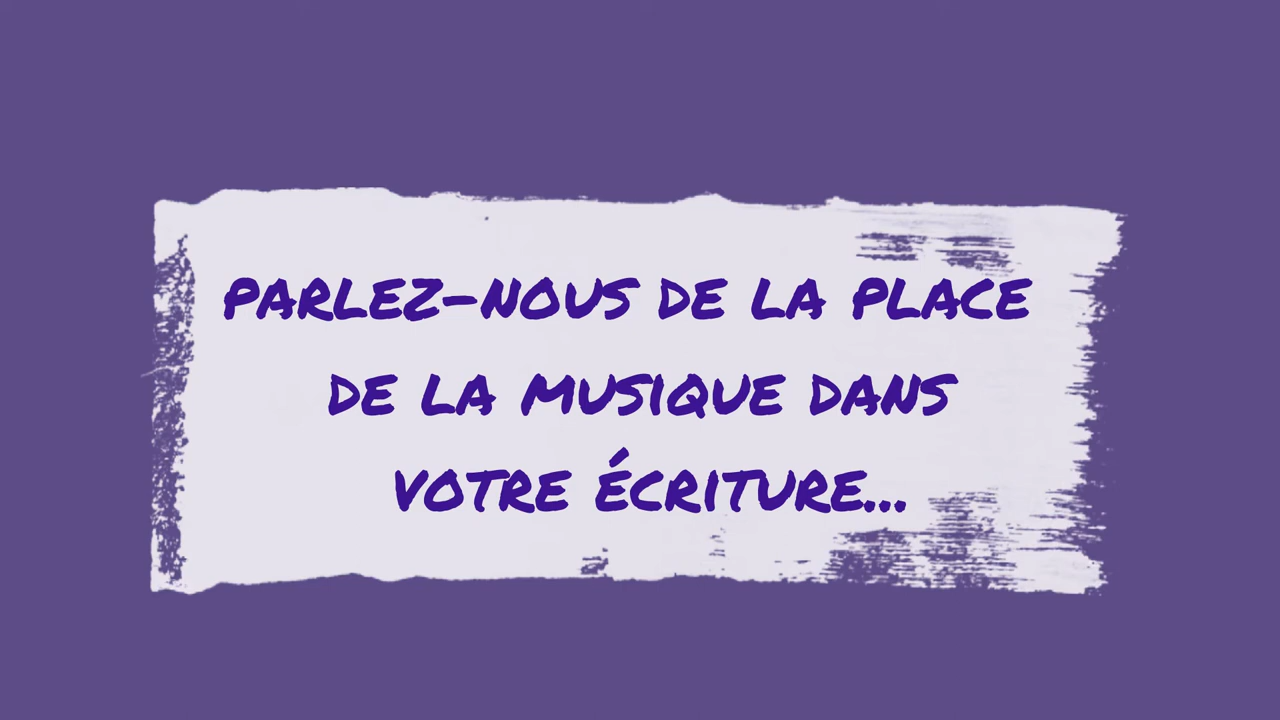 PARLEZ-NOUS DE LA PLACE
DE LA MUSIQUE DANS
VOTRE ÉCRITURE...